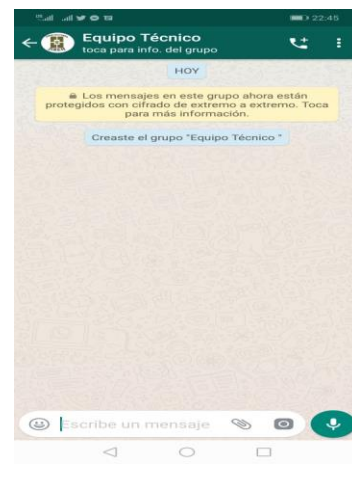 22:45
Equipo Técnico
toca para info. del grupo
HOY
Los mensajes en este grupo ahora están
protegidos con cifrado de extremo a extremo. Toca
para más información.
Creaste el grupo "Equipo Técnico "
Escribe un mensaje